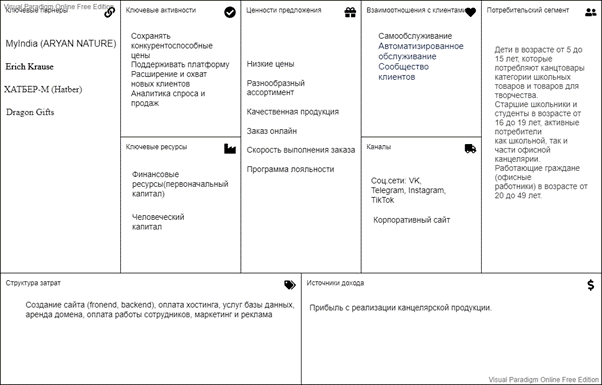 Visual Paradigm Online Free Edition
Ключевые парнеры
MyIndia (ARYAN NATURE)
Erich Krause
ХАТБЕР-М (Hatber)
Dragon Gifts
Ключевые активности
Сохранять
конкурентоспособные
цены
Поддерживать платформу
Расширение и охват
новых клиентов
Аналитика спроса и
продаж
Ключевые ресурсы
Финансовые
ресурсы(первоначальный
капитал)
Человеческий
капитал
Ценности предложения
Низкие цены
Разнообразный
ассортимент
Качественная продукция
Заказ онлайн
Скорость выполнения заказа
Программа лояльности
Взаимоотношения с клиентами
Самообслуживание
Автоматизированное
обслуживание
Сообщество
клиентов
Каналы
Соц.сети: VK,
Telegram, Instagram,
TikTok
Корпоративный сайт
Потребительский сегмент
Дети в возрасте от 5 до
15 лет, которые
потребляют канцтовары
категории школьных
товаров и товаров для
творчества.
Старшие школьники и
студенты в возрасте от
16 до 19 лет, активные
потребители
как школьной, так и
части офисной
канцелярии.
Работающие граждане
(офисные
работники) в возрасте от
20 до 49 лет.
Структура затрат
Создание сайта (fronend, backend), оплата хостинга, услуг базы данных,
аренда домена, оплата работы сотрудников, маркетинг и реклама
Источники дохода
Прибыль с реализации канцелярской продукции.
Visual Paradigm Online Free Edition